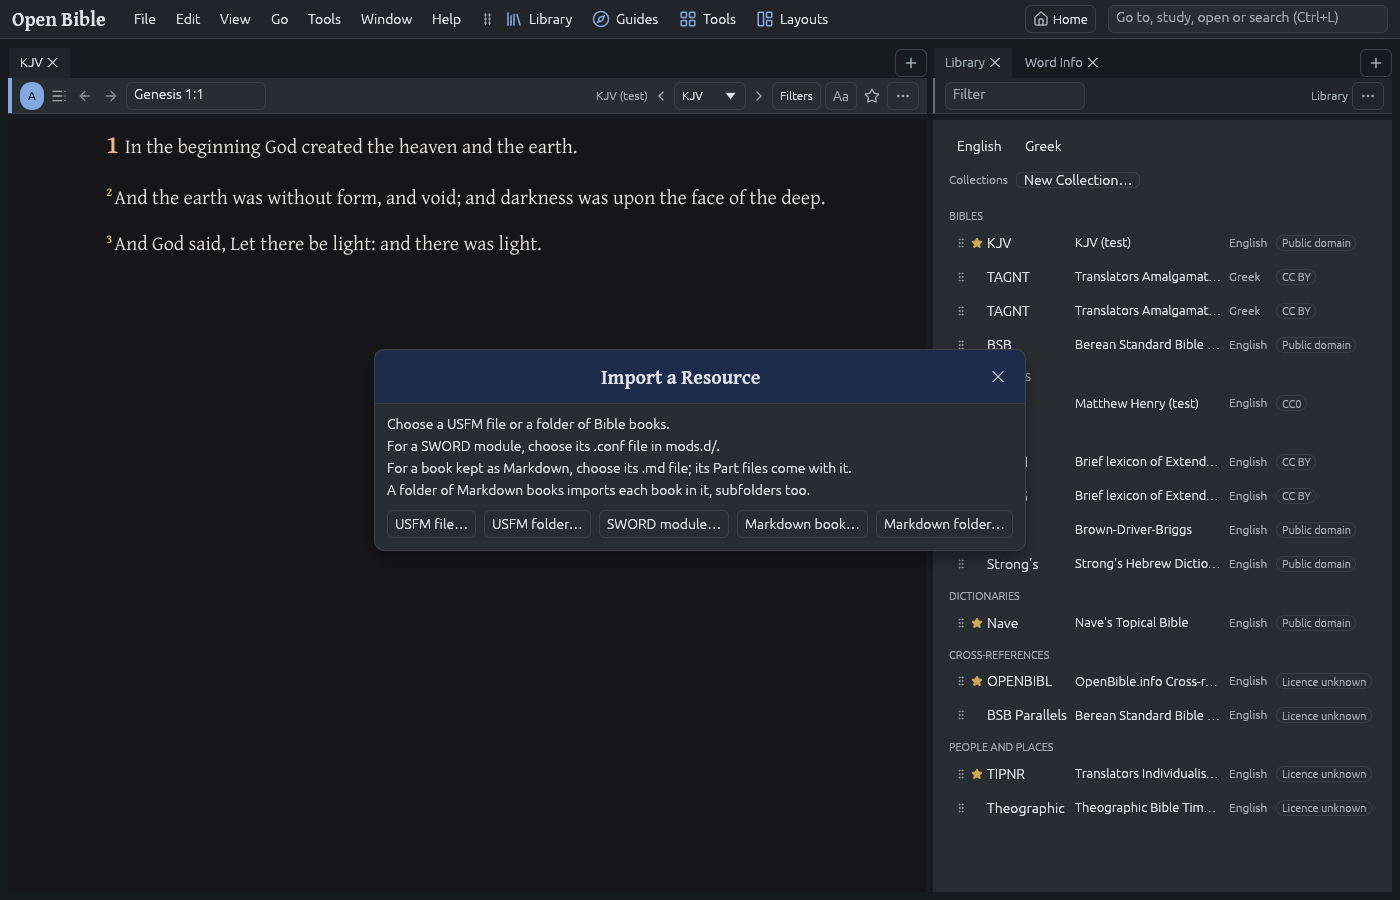 Open Bible File Edit View Go Tools Window Help Library Guides Tools Layouts Home Go to, study, open or search (Ctrl+L)
KJV
Library Word Info
A Genesis 1:1 KJV (test) KJV Filters Aa
Filter Library
1 In the beginning God created the heaven and the earth.
2 And the earth was without form, and void; and darkness was upon the face of the deep.
3 And God said, Let there be light: and there was light.
English Greek
Collections New Collection...
BIBLES
KJV KJV (test) English Public domain
TAGNT Translators Amalgamat... Greek CC BY
TAGNT Translators Amalgamat... Greek CC BY
BSB Berean Standard Bible ... English Public domain
Matthew Henry (test) English CC0
Brief lexicon of Extend... English CC BY
Brief lexicon of Extend... English CC BY
Brown-Driver-Briggs English Public domain
Strong's Strong's Hebrew Dictio... English Public domain
DICTIONARIES
Nave Nave's Topical Bible English Public domain
CROSS-REFERENCES
OPENBIBL OpenBible.info Cross-r... English Licence unknown
BSB Parallels Berean Standard Bible ... English Licence unknown
PEOPLE AND PLACES
TIPNR Translators Individualis... English Licence unknown
Theographic Theographic Bible Tim... English Licence unknown
Import a Resource
Choose a USFM file or a folder of Bible books.
For a SWORD module, choose its .conf file in mods.d/.
For a book kept as Markdown, choose its .md file; its Part files come with it.
A folder of Markdown books imports each book in it, subfolders too.
USFM file... USFM folder... SWORD module... Markdown book... Markdown folder...